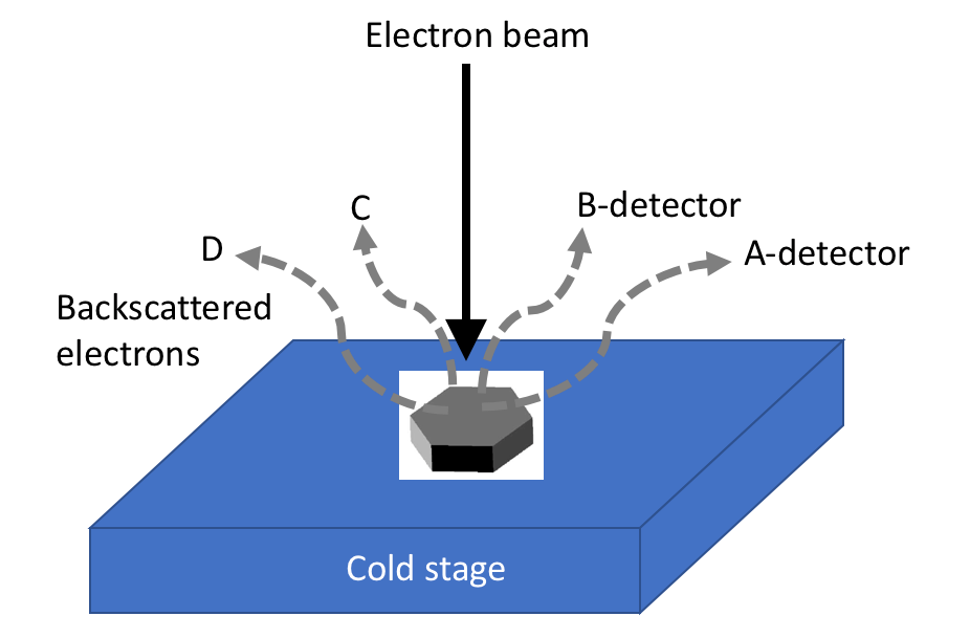 Electron beam
C
B-detector
D
A-detector
Backscattered
electrons
Cold stage